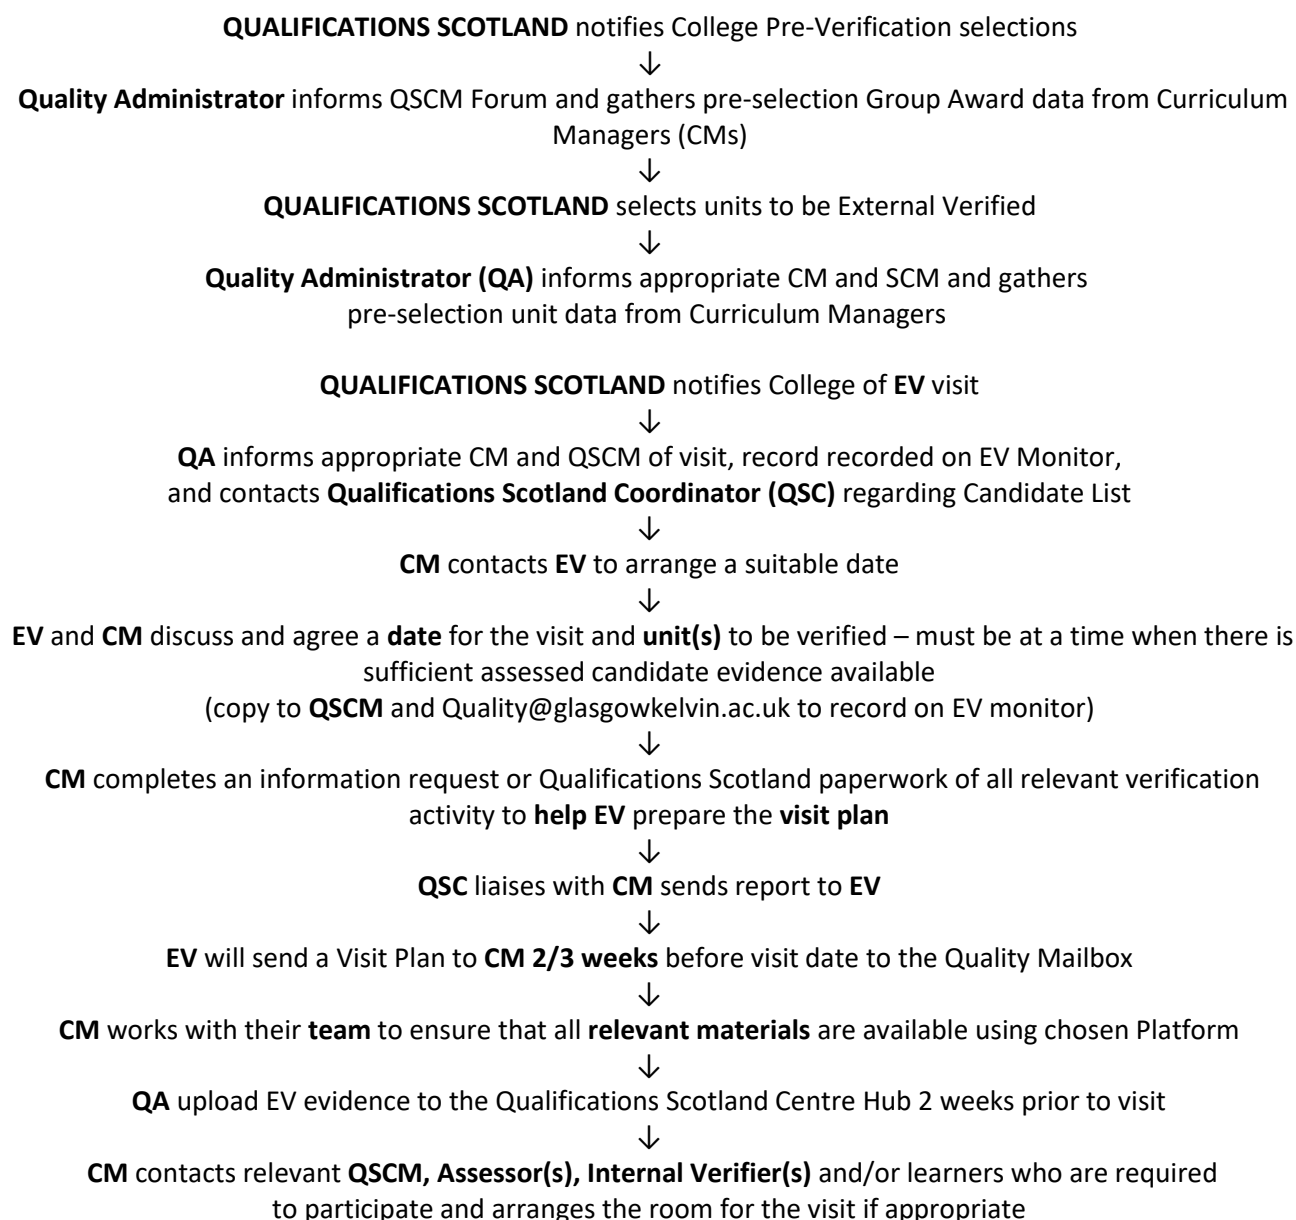 QUALIFICATIONS SCOTLAND notifies College Pre-Verification selections
↓
Quality Administrator informs QSCM Forum and gathers pre-selection Group Award data from Curriculum
Managers (CMs)
↓
QUALIFICATIONS SCOTLAND selects units to be External Verified
↓
Quality Administrator (QA) informs appropriate CM and SCM and gathers
pre-selection unit data from Curriculum Managers
QUALIFICATIONS SCOTLAND notifies College of EV visit
↓
QA informs appropriate CM and QSCM of visit, record recorded on EV Monitor,
and contacts Qualifications Scotland Coordinator (QSC) regarding Candidate List
↓
CM contacts EV to arrange a suitable date
↓
EV and CM discuss and agree a date for the visit and unit(s) to be verified – must be at a time when there is
sufficient assessed candidate evidence available
(copy to QSCM and Quality@glasgowkelvin.ac.uk to record on EV monitor)
↓
CM completes an information request or Qualifications Scotland paperwork of all relevant verification
activity to help EV prepare the visit plan
↓
QSC liaises with CM sends report to EV
↓
EV will send a Visit Plan to CM 2/3 weeks before visit date to the Quality Mailbox
↓
CM works with their team to ensure that all relevant materials are available using chosen Platform
↓
QA upload EV evidence to the Qualifications Scotland Centre Hub 2 weeks prior to visit
↓
CM contacts relevant QSCM, Assessor(s), Internal Verifier(s) and/or learners who are required
to participate and arranges the room for the visit if appropriate